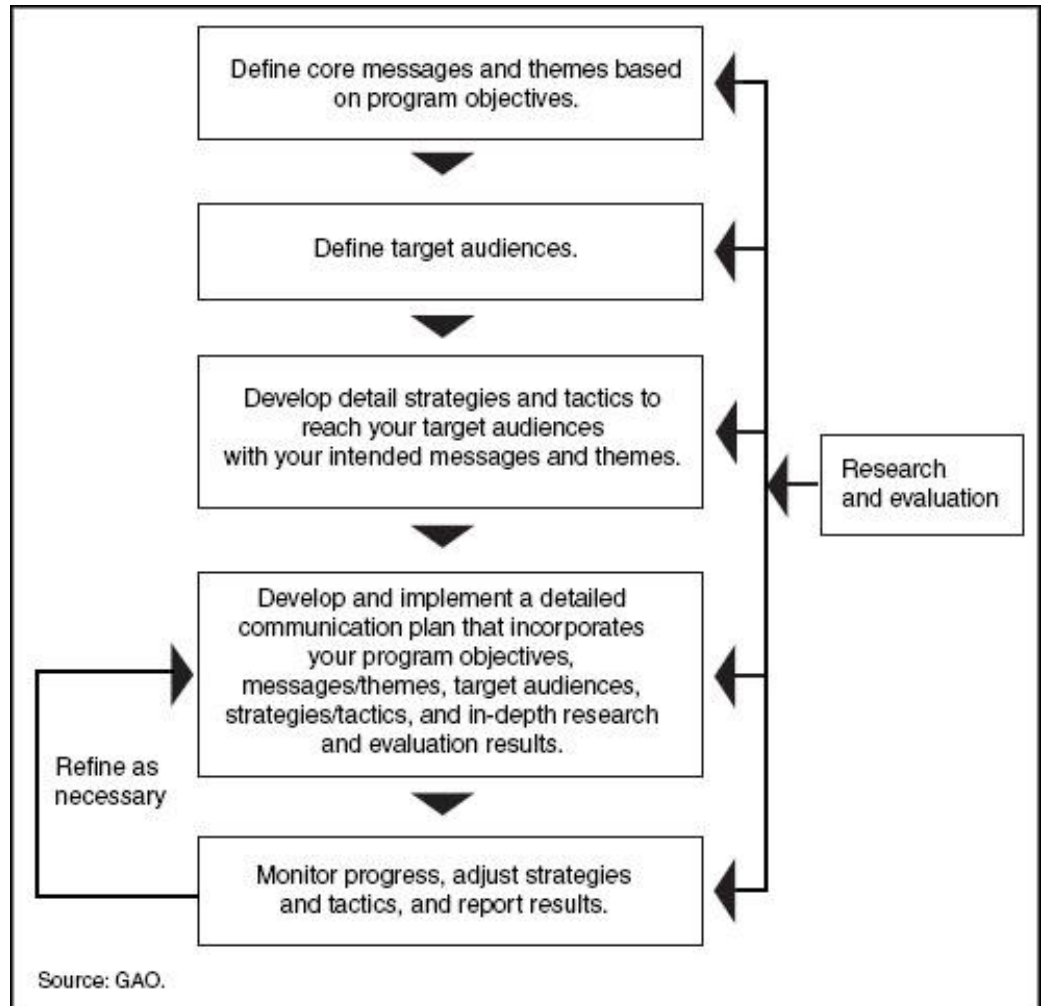 Define core messages and themes based
on program objectives.
Define target audiences.
Develop detail strategies and tactics to
reach your target audiences
with your intended messages and themes.
Research
and evaluation
Develop and implement a detailed
communication plan that incorporates
your program objectives,
messages/themes, target audiences,
strategies/tactics, and in-depth research
and evaluation results.
Refine as
necessary
Monitor progress, adjust strategies
and tactics, and report results.
Source: GAO.